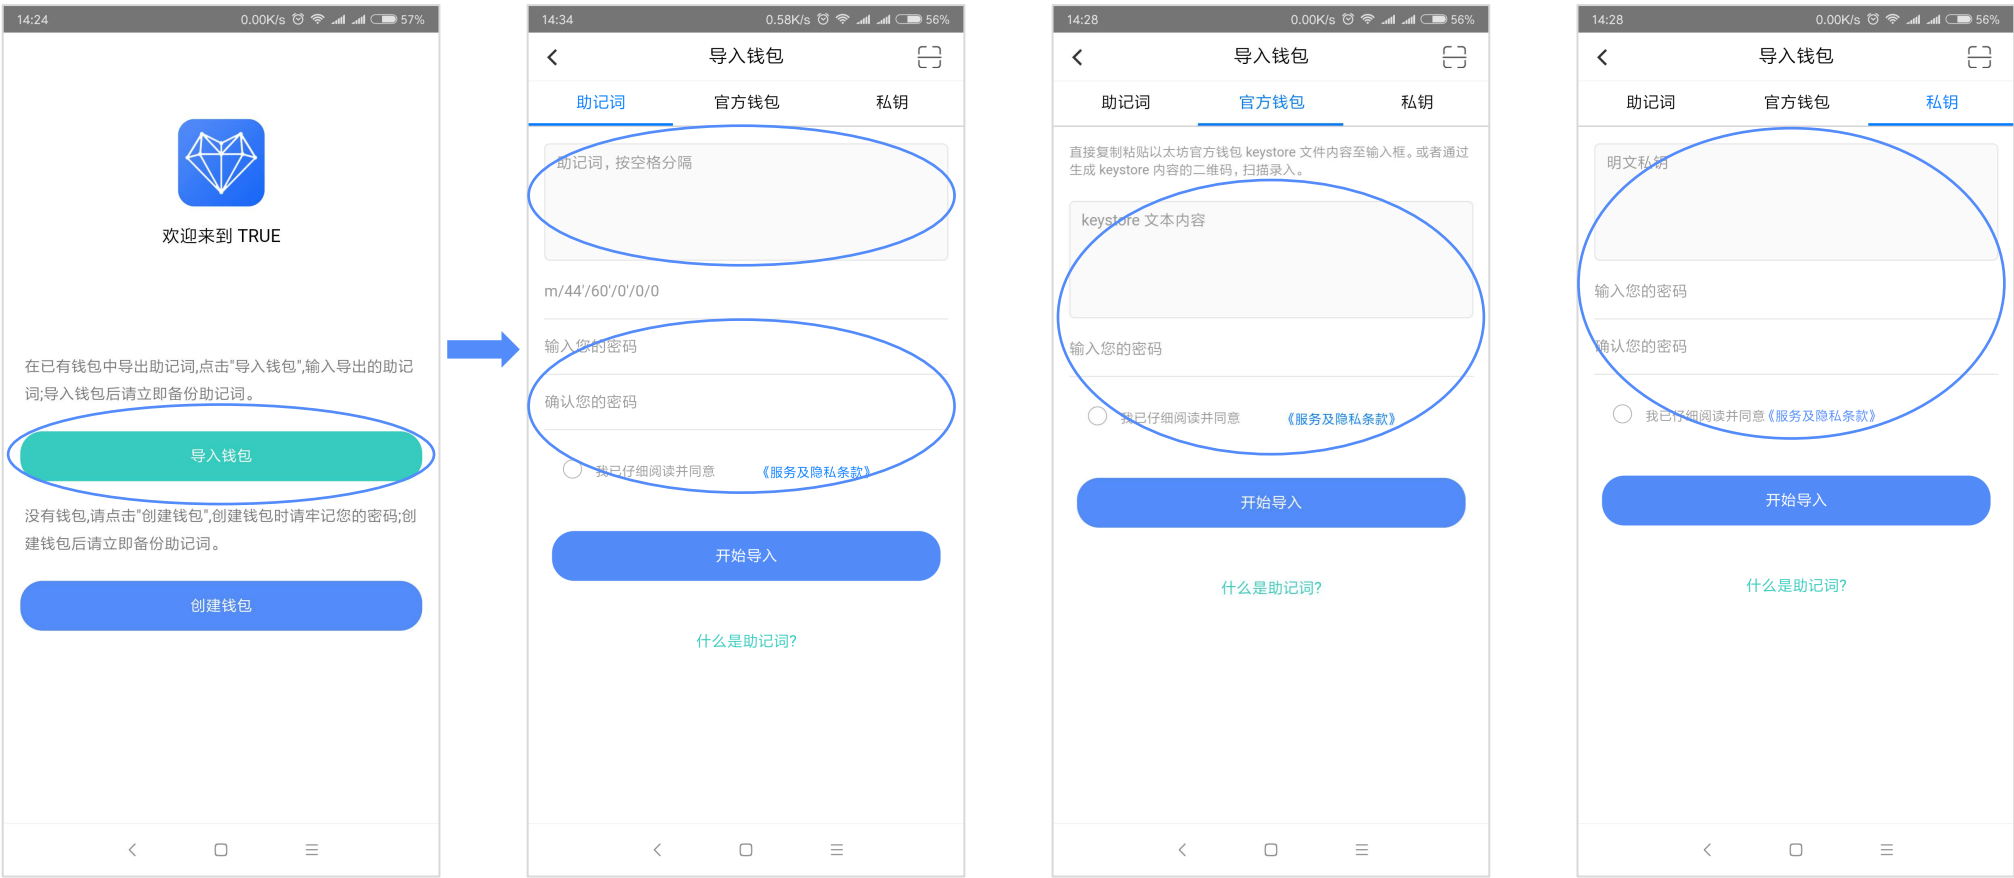 14:24
0.00K/s
57%
欢迎来到 TRUE
在已有钱包中导出助记词,点击"导入钱包",输入导出的助记
词;导入钱包后请立即备份助记词。
导入钱包
没有钱包,请点击"创建钱包",创建钱包时请牢记您的密码;创
建钱包后请立即备份助记词。
创建钱包
14:34
0.58K/s
56%
导入钱包
助记词
官方钱包
私钥
助记词，按空格分隔
m/44'/60'/0'/0/0
输入您的密码
确认您的密码
我已仔细阅读并同意
《服务及隐私条款》
开始导入
什么是助记词?
14:28
0.00K/s
56%
导入钱包
助记词
官方钱包
私钥
直接复制粘贴以太坊官方钱包 keystore 文件内容至输入框。或者通过
生成 keystore 内容的二维码，扫描录入。
keystore 文本内容
输入您的密码
我已仔细阅读并同意
《服务及隐私条款》
开始导入
什么是助记词?
14:28
0.00K/s
56%
导入钱包
助记词
官方钱包
私钥
明文私钥
输入您的密码
确认您的密码
我已仔细阅读并同意《服务及隐私条款》
开始导入
什么是助记词?